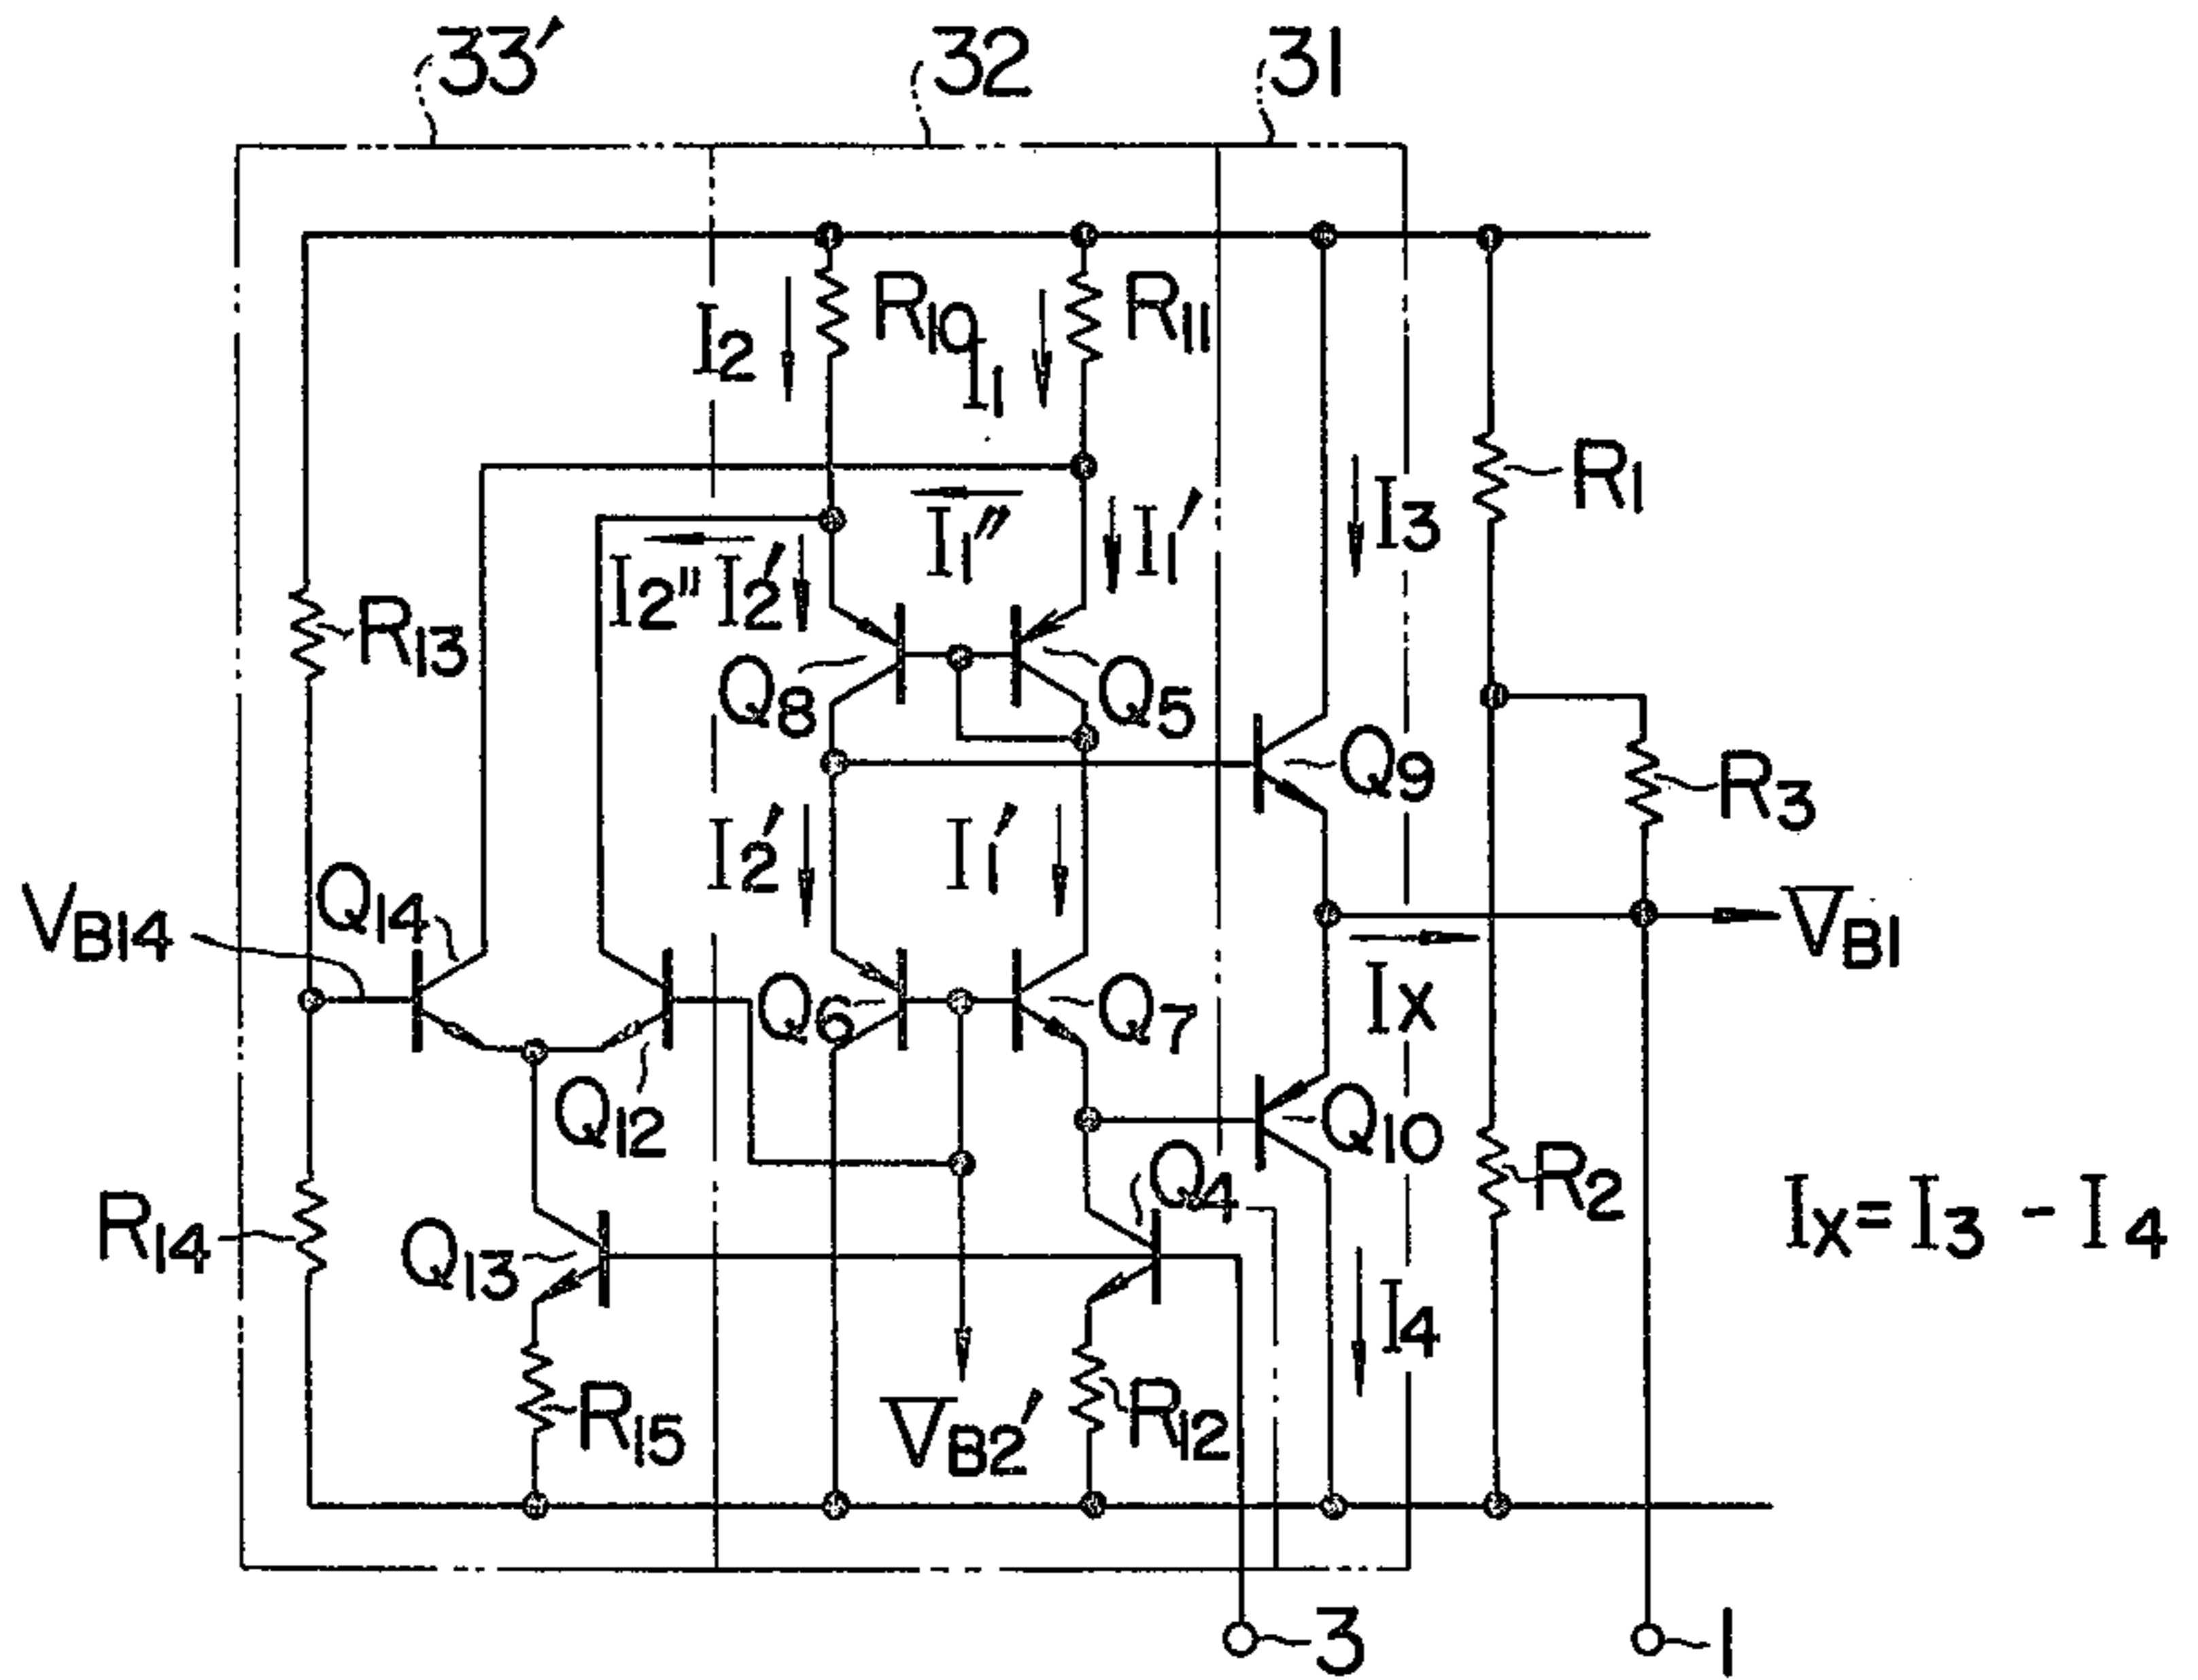 33′ 32 31
I2 R10 I1 R11
I3 R1
I1″ I1′
I2″ I2′
R13
Q8 Q5
Q9 R3
I2′ I1′
VB14 Q14 VB1
Q6 Q7 IX
Q12 Q10
R14 Q13 Q4 R2 IX = I3 - I4
I4
R15 VB2′ R12
3 1